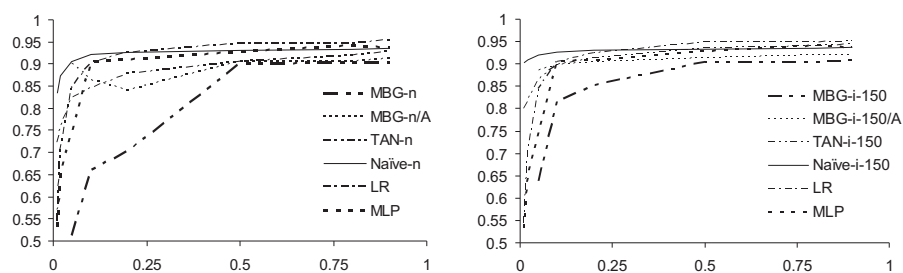 1
0.95
0.9
0.85
0.8
0.75
0.7
0.65
0.6
0.55
0.5
0 0.25 0.5 0.75 1
MBG-n
MBG-n/A
TAN-n
Naïve-n
LR
MLP
1
0.95
0.9
0.85
0.8
0.75
0.7
0.65
0.6
0.55
0.5
0 0.25 0.5 0.75 1
MBG-i-150
MBG-i-150/A
TAN-i-150
Naïve-i-150
LR
MLP